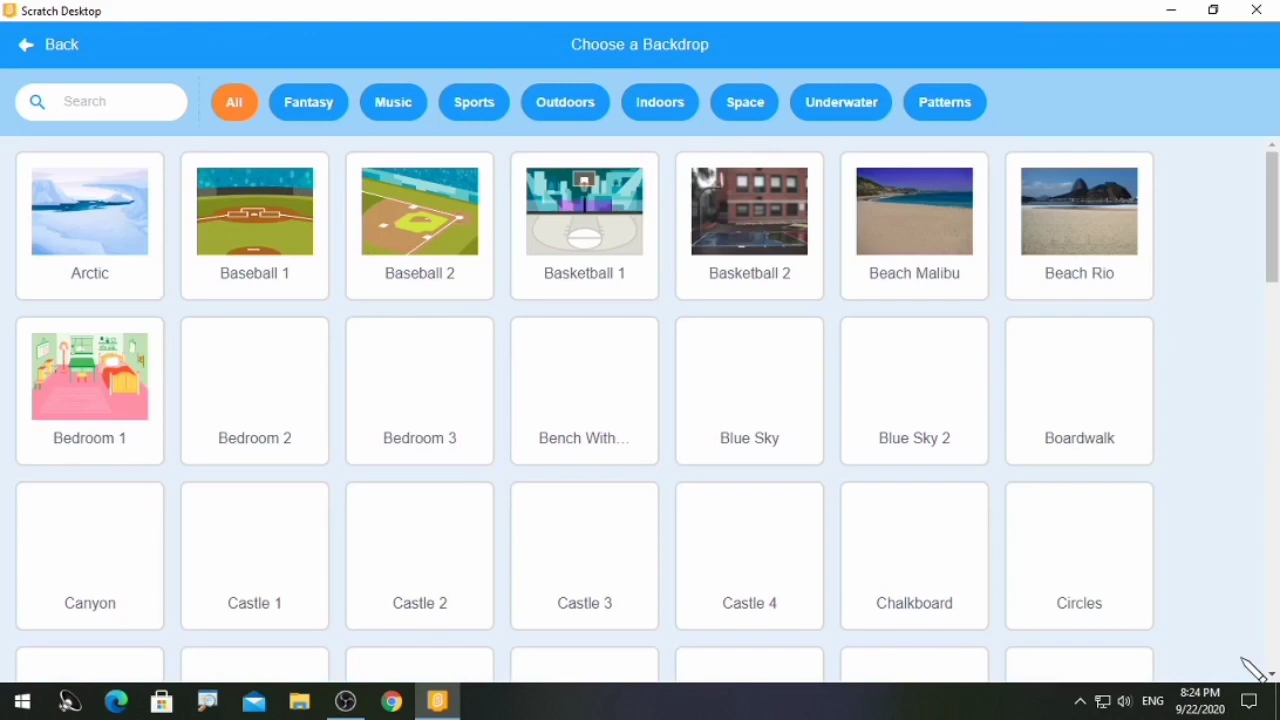 Scratch Desktop
Back
Choose a Backdrop
Search
All
Fantasy
Music
Sports
Outdoors
Indoors
Space
Underwater
Patterns
Arctic
Baseball 1
Baseball 2
Basketball 1
Basketball 2
Beach Malibu
Beach Rio
Bedroom 1
Bedroom 2
Bedroom 3
Bench With...
Blue Sky
Blue Sky 2
Boardwalk
Canyon
Castle 1
Castle 2
Castle 3
Castle 4
Chalkboard
Circles
ENG
8:24 PM
9/22/2020